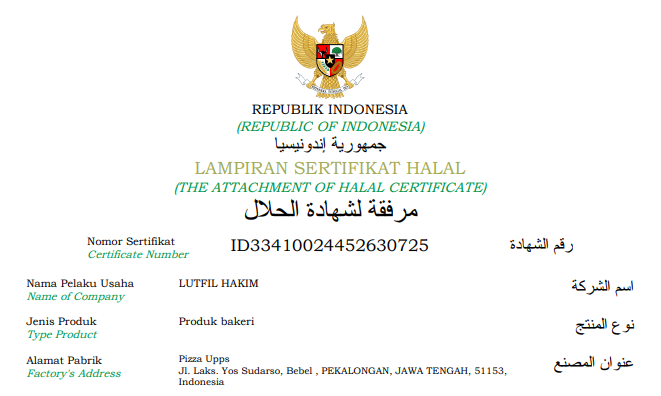 REPUBLIK INDONESIA
(REPUBLIC OF INDONESIA)
جمهورية إندونيسيا
LAMPIRAN SERTIFIKAT HALAL
(THE ATTACHMENT OF HALAL CERTIFICATE)
مرفقة لشهادة الحلال
Nomor Sertifikat ID33410024452630725 رقم الشهادة
Certificate Number
Nama Pelaku Usaha LUTFIL HAKIM اسم الشركة
Name of Company
Jenis Produk Produk bakeri نوع المنتج
Type Product
Alamat Pabrik Pizza Upps عنوان المصنع
Factory's Address Jl. Laks. Yos Sudarso, Bebel , PEKALONGAN, JAWA TENGAH, 51153,
Indonesia